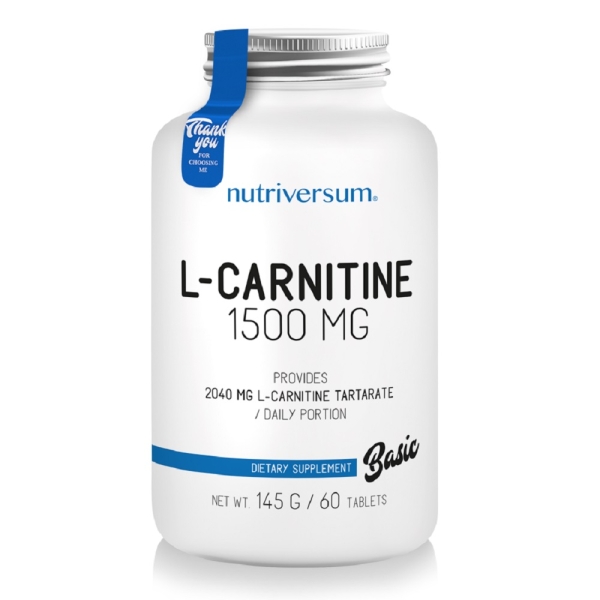 Thank
you
FOR
CHOOSING
ME
nutriversum®
L-CARNITINE
1500 MG
PROVIDES
2040 MG L-CARNITINE TARTARATE
/ DAILY PORTION
DIETARY SUPPLEMENT
Basic
NET WT. 145 G / 60 TABLETS